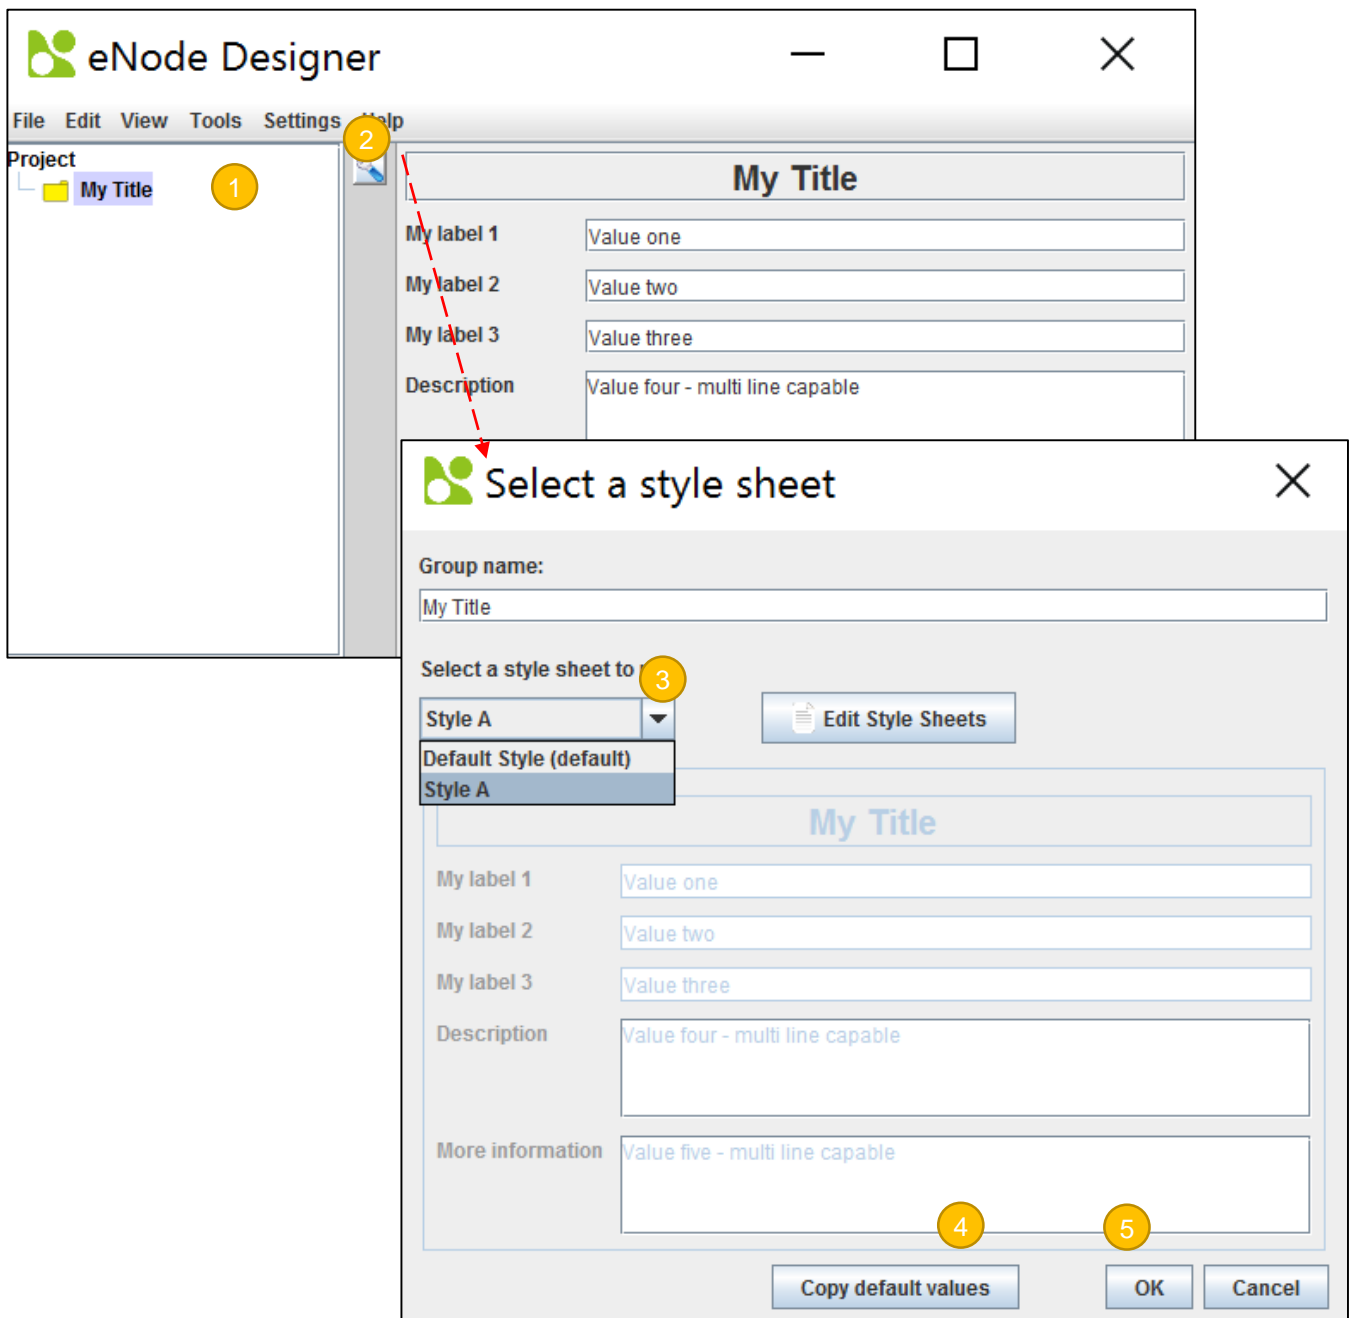 eNode Designer
File Edit View Tools Settings Help
2
Project
My Title
1
My Title
My label 1 Value one
My label 2 Value two
My label 3 Value three
Description Value four - multi line capable
Select a style sheet
Group name:
My Title
Select a style sheet to
3
Style A
Edit Style Sheets
Default Style (default)
Style A
My Title
My label 1 Value one
My label 2 Value two
My label 3 Value three
Description Value four - multi line capable
More information Value five - multi line capable
4 5
Copy default values OK Cancel